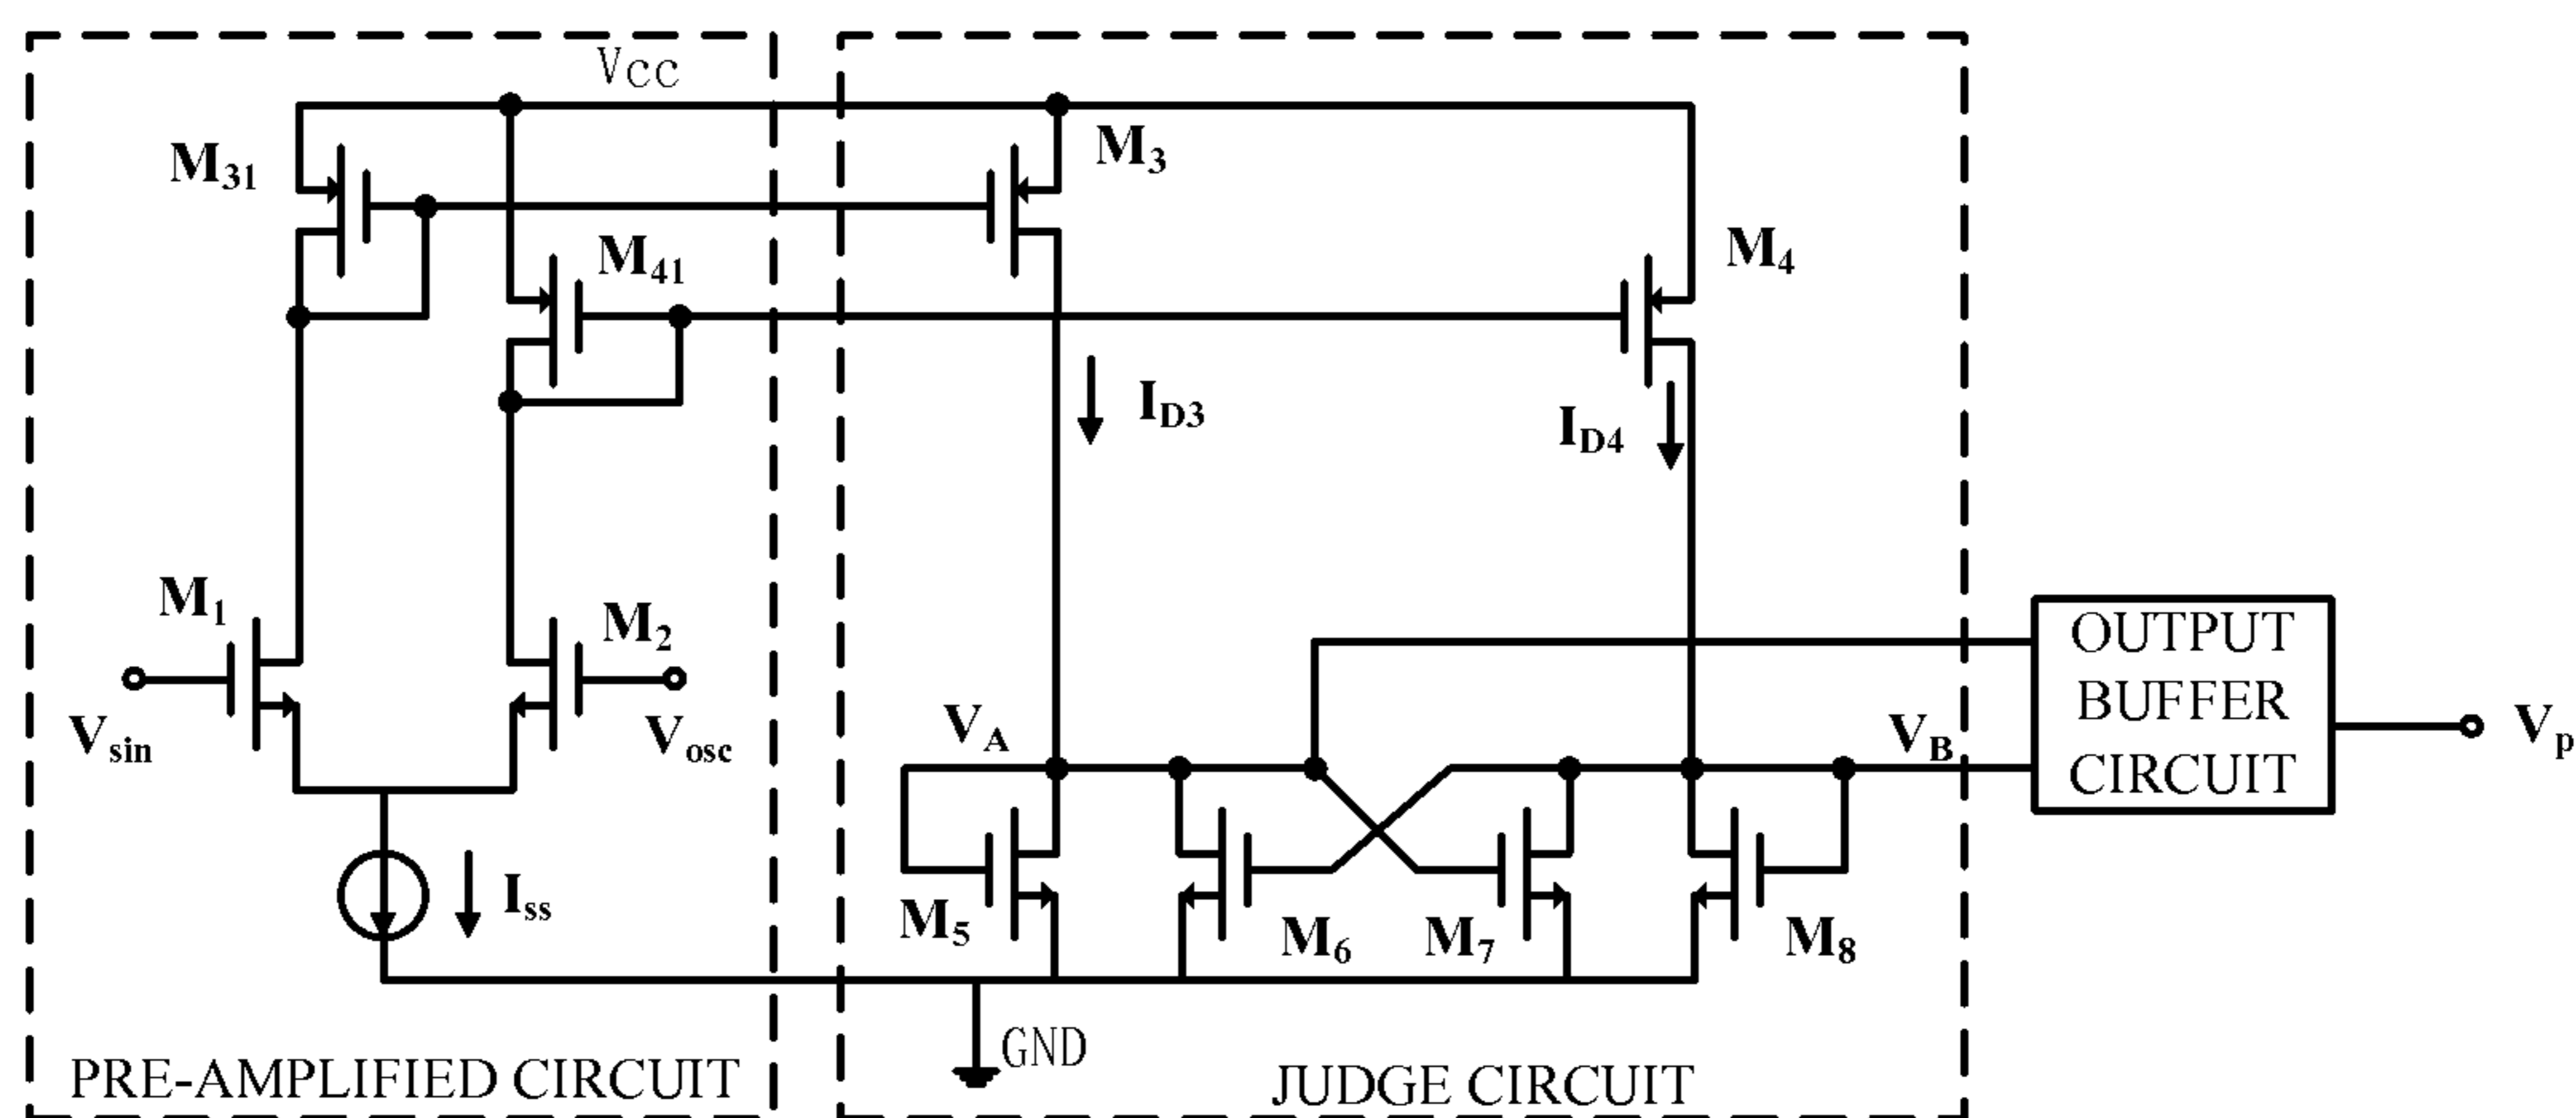 VCC
M31
M3
M41
M4
ID3
ID4
M1
M2
Vsin
Vosc
VA
VB
OUTPUT
BUFFER
CIRCUIT
Vp
Iss
M5
M6
M7
M8
GND
PRE-AMPLIFIED CIRCUIT
JUDGE CIRCUIT